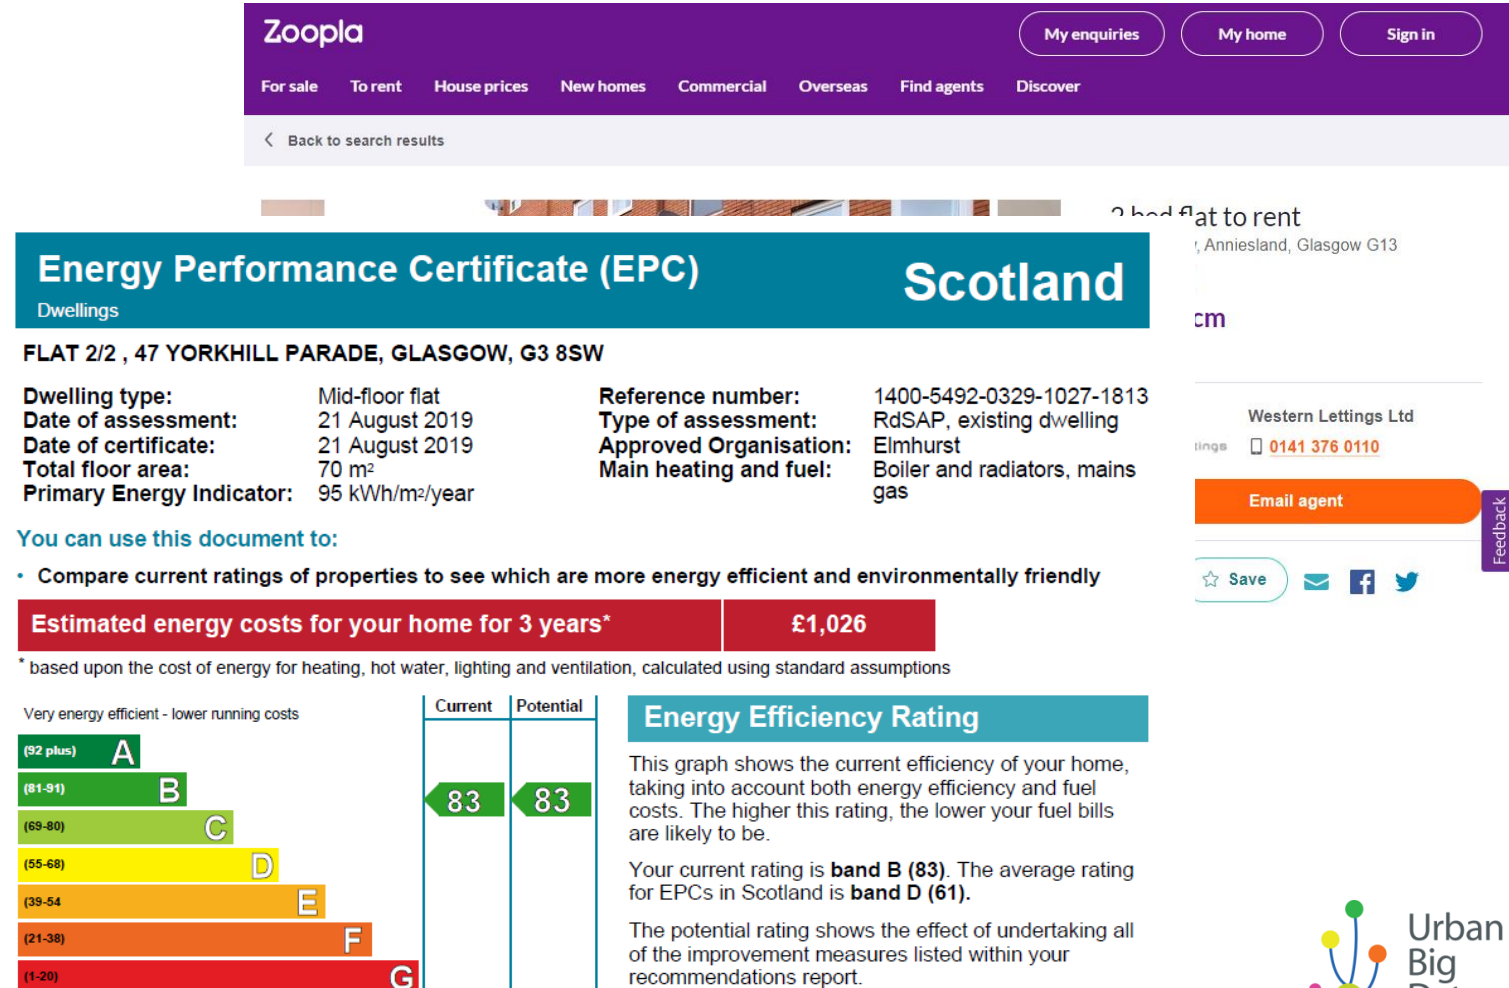 Zoopla
My enquiries
My home
Sign in
For sale
To rent
House prices
New homes
Commercial
Overseas
Find agents
Discover
Back to search results
2 bed flat to rent
, Anniesland, Glasgow G13
cm
Western Lettings Ltd
0141 376 0110
Email agent
Save
Feedback
Energy Performance Certificate (EPC)
Dwellings
Scotland
FLAT 2/2 , 47 YORKHILL PARADE, GLASGOW, G3 8SW
Dwelling type: Mid-floor flat
Date of assessment: 21 August 2019
Date of certificate: 21 August 2019
Total floor area: 70 m²
Primary Energy Indicator: 95 kWh/m²/year
Reference number: 1400-5492-0329-1027-1813
Type of assessment: RdSAP, existing dwelling
Approved Organisation: Elmhurst
Main heating and fuel: Boiler and radiators, mains
gas
You can use this document to:
• Compare current ratings of properties to see which are more energy efficient and environmentally friendly
Estimated energy costs for your home for 3 years* £1,026
* based upon the cost of energy for heating, hot water, lighting and ventilation, calculated using standard assumptions
Very energy efficient - lower running costs
Current
Potential
(92 plus) A
(81-91) B
83
83
(69-80) C
(55-68) D
(39-54 E
(21-38) F
(1-20) G
Energy Efficiency Rating
This graph shows the current efficiency of your home,
taking into account both energy efficiency and fuel
costs. The higher this rating, the lower your fuel bills
are likely to be.
Your current rating is band B (83). The average rating
for EPCs in Scotland is band D (61).
The potential rating shows the effect of undertaking all
of the improvement measures listed within your
recommendations report.
Urban
Big